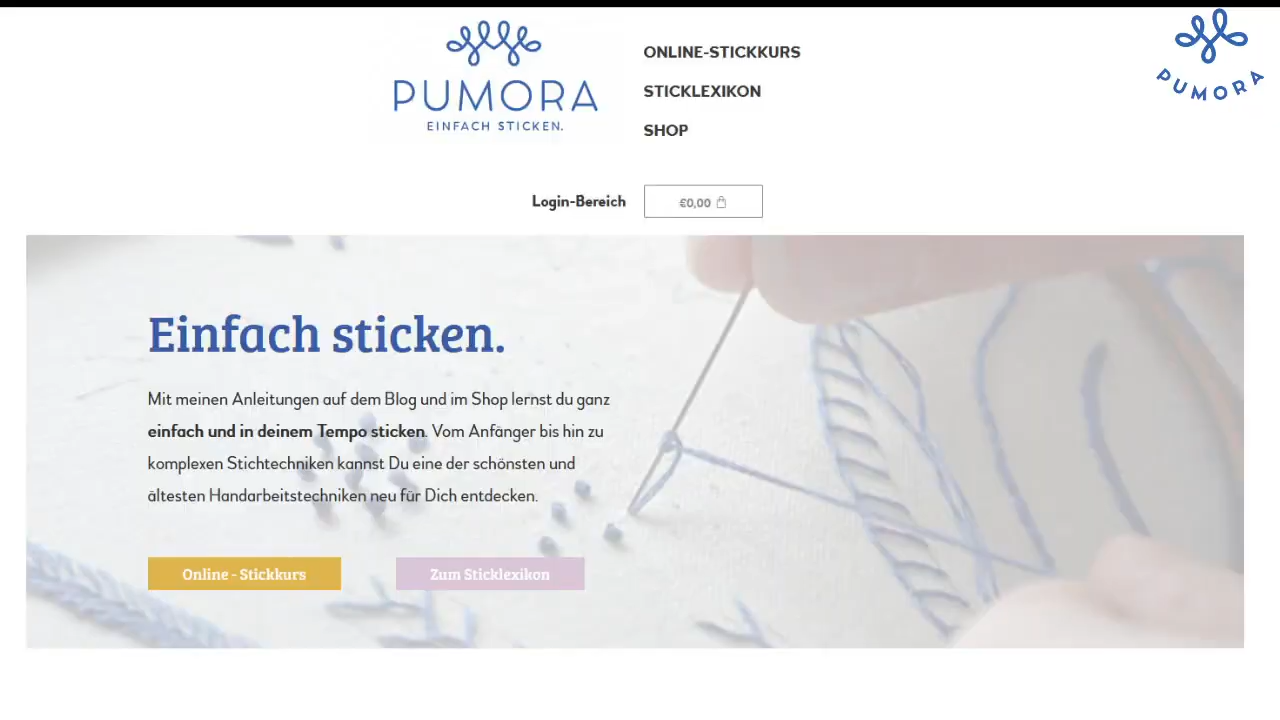 PUMORA
EINFACH STICKEN.
ONLINE-STICKKURS
STICKLEXIKON
SHOP
PUMORA
Login-Bereich
€0,00
Einfach sticken.
Mit meinen Anleitungen auf dem Blog und im Shop lernst du ganz
einfach und in deinem Tempo sticken. Vom Anfänger bis hin zu
komplexen Stichtechniken kannst Du eine der schönsten und
ältesten Handarbeitstechniken neu für Dich entdecken.
Online - Stickkurs
Zum Sticklexikon